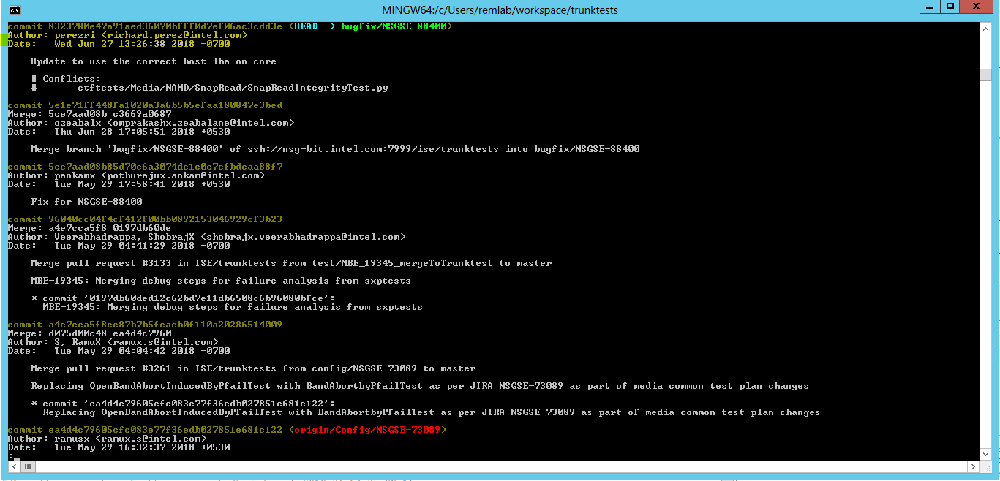 MINGW64:/c/Users/remlab/workspace/trunktests
commit 8323780e47a91aed36070bfff0d7ef06ac3cdd3e (HEAD -> bugfix/NSGSE-88400)
Author: perezri <richard.perez@intel.com>
Date:   Wed Jun 27 13:26:38 2018 -0700
Update to use the correct host lba on core
# Conflicts:
#       ctftests/Media/NAND/SnapRead/SnapReadIntegrityTest.py
commit 5e1e71ff448fa1020a3a6b5b5efaa180847e3bed
Merge: 5ce7aad08b c3669a0687
Author: ozeabalx <omprakashx.zeabalane@intel.com>
Date:   Thu Jun 28 17:05:51 2018 +0530
Merge branch 'bugfix/NSGSE-88400' of ssh://nsg-bit.intel.com:7999/ise/trunktests into bugfix/NSGSE-88400
commit 5ce7aad08b85d70c6a3074dc1c0e7cfbdeaa88f7
Author: pankamx <pothurajux.ankam@intel.com>
Date:   Tue May 29 17:58:41 2018 +0530
Fix for NSGSE-88400
commit 96040cc04f4cf412f00bb0892153046929cf3b23
Merge: a4e7cca5f8 0197db60de
Author: Veerabhadrappa, ShobrajX <shobrajx.veerabhadrappa@intel.com>
Date:   Tue May 29 04:41:29 2018 -0700
Merge pull request #3133 in ISE/trunktests from test/MBE_19345_mergeToTrunktest to master
MBE-19345: Merging debug steps for failure analysis from sxptests
* commit '0197db60ded12c62bd7e11db6508c6b96080bfce':
MBE-19345: Merging debug steps for failure analysis from sxptests
commit a4e7cca5f8ec87b7b5fcaeb0f110a20286514009
Merge: d075d00c48 ea4d4c7960
Author: S, RamuX <ramux.s@intel.com>
Date:   Tue May 29 04:04:42 2018 -0700
Merge pull request #3261 in ISE/trunktests from config/NSGSE-73089 to master
Replacing OpenBandAbortInducedByPfailTest with BandAbortbyPfailTest as per JIRA NSGSE-73089 as part of media common test plan changes
* commit 'ea4d4c79605cfc083e77f36edb027851e681c122':
Replacing OpenBandAbortInducedByPfailTest with BandAbortbyPfailTest as per JIRA NSGSE-73089 as part of media common test plan changes
commit ea4d4c79605cfc083e77f36edb027851e681c122 (origin/Config/NSGSE-73089)
Author: ramusx <ramux.s@intel.com>
Date:   Tue May 29 16:32:37 2018 +0530
: